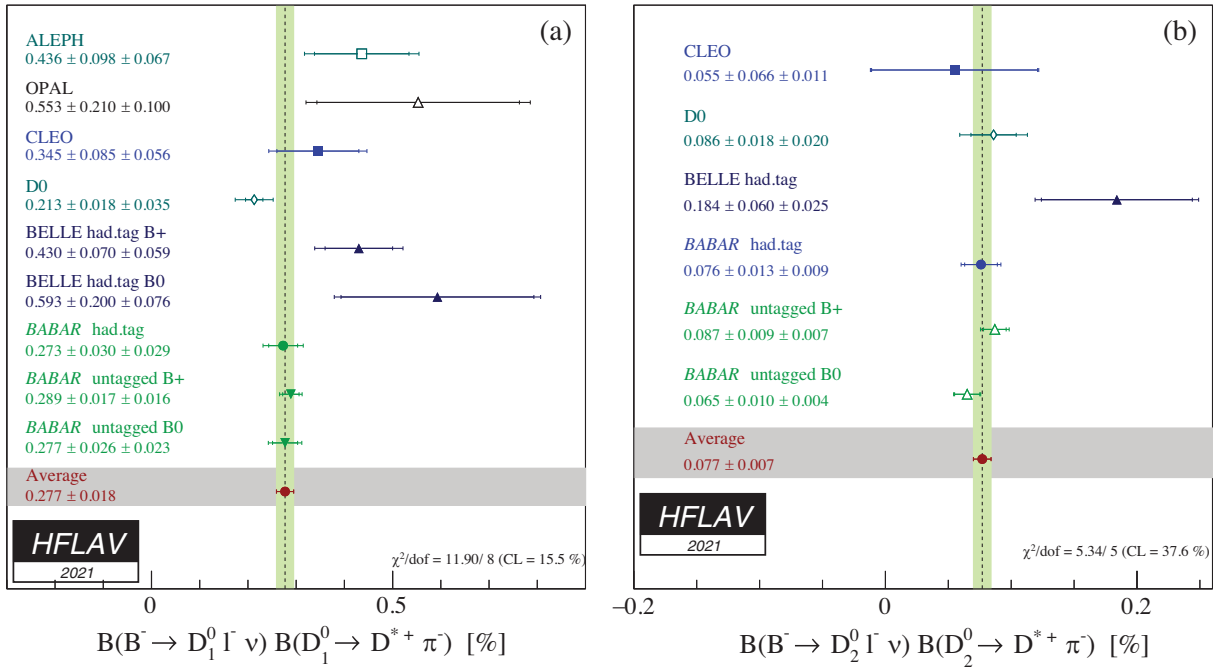 (a)
ALEPH
0.436 ± 0.098 ± 0.067
OPAL
0.553 ± 0.210 ± 0.100
CLEO
0.345 ± 0.085 ± 0.056
D0
0.213 ± 0.018 ± 0.035
BELLE had.tag B+
0.430 ± 0.070 ± 0.059
BELLE had.tag B0
0.593 ± 0.200 ± 0.076
BABAR had.tag
0.273 ± 0.030 ± 0.029
BABAR untagged B+
0.289 ± 0.017 ± 0.016
BABAR untagged B0
0.277 ± 0.026 ± 0.023
Average
0.277 ± 0.018
HFLAV
2021
χ²/dof = 11.90/ 8 (CL = 15.5 %)
0 0.5
B(B⁻ → D₁⁰ l⁻ ν) B(D₁⁰ → D*⁺ π⁻) [%]
(b)
CLEO
0.055 ± 0.066 ± 0.011
D0
0.086 ± 0.018 ± 0.020
BELLE had.tag
0.184 ± 0.060 ± 0.025
BABAR had.tag
0.076 ± 0.013 ± 0.009
BABAR untagged B+
0.087 ± 0.009 ± 0.007
BABAR untagged B0
0.065 ± 0.010 ± 0.004
Average
0.077 ± 0.007
HFLAV
2021
χ²/dof = 5.34/ 5 (CL = 37.6 %)
−0.2 0 0.2
B(B⁻ → D₂⁰ l⁻ ν) B(D₂⁰ → D*⁺ π⁻) [%]